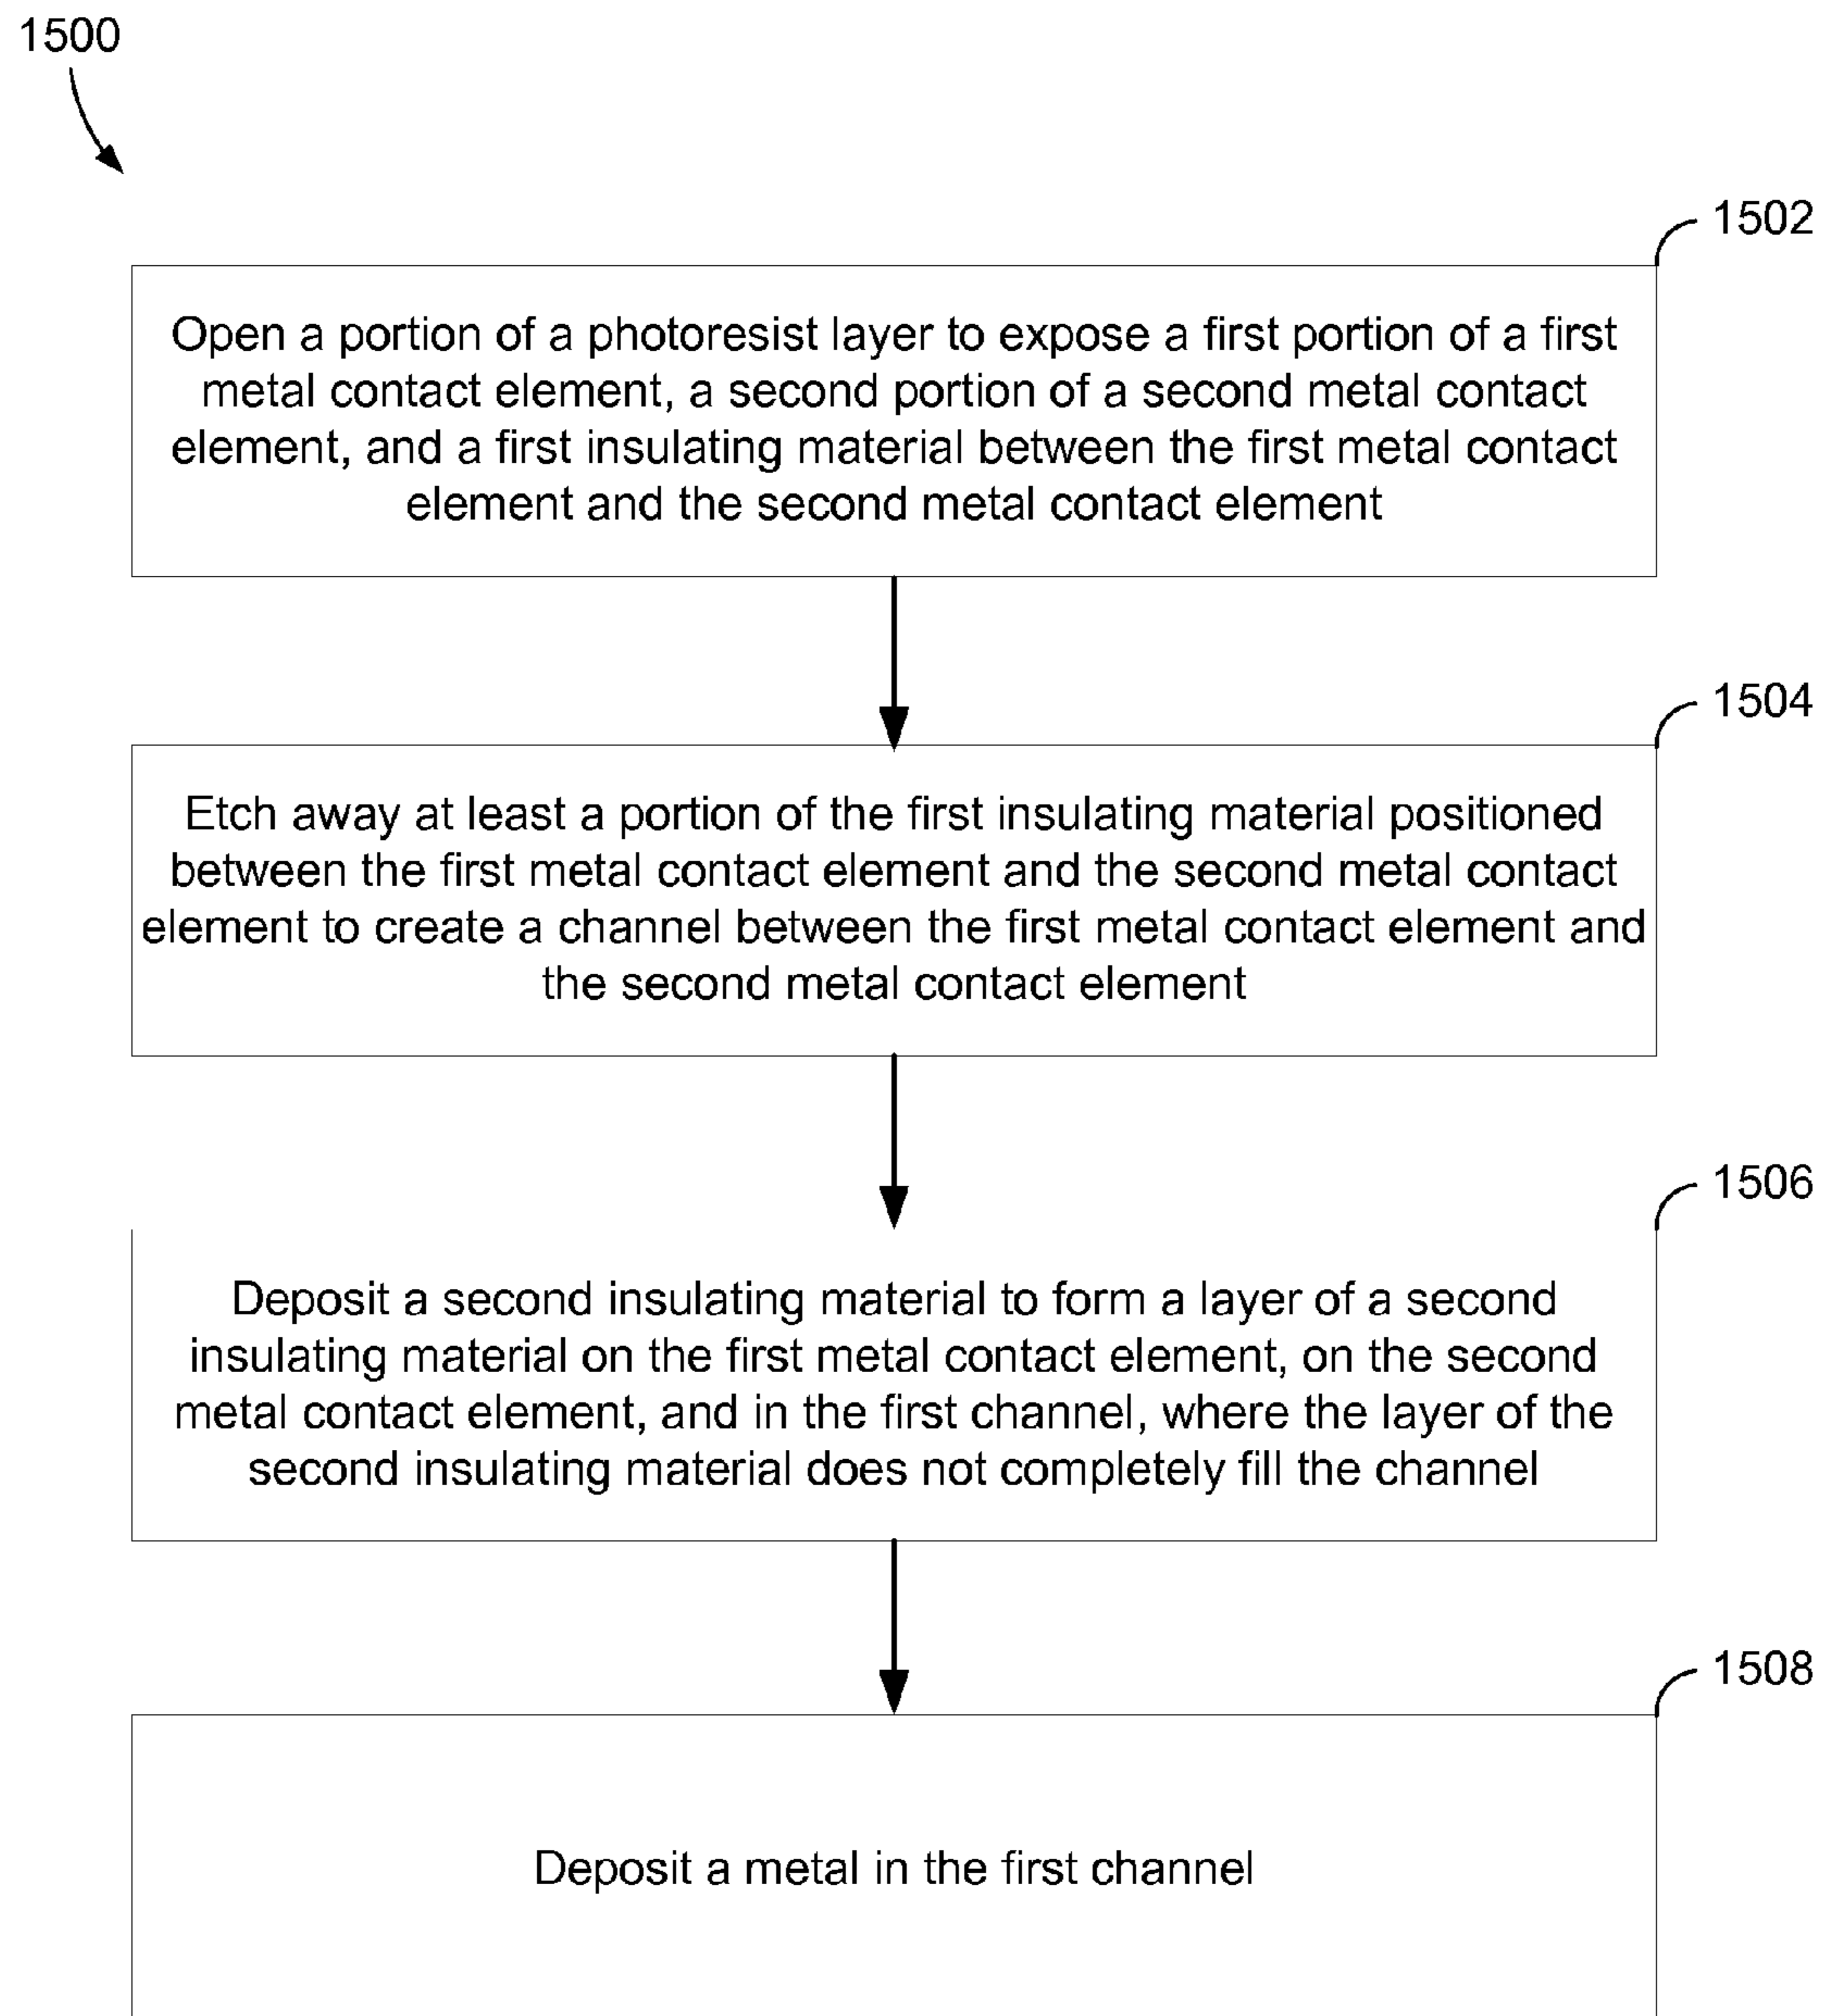 1500
1502
Open a portion of a photoresist layer to expose a first portion of a first
metal contact element, a second portion of a second metal contact
element, and a first insulating material between the first metal contact
element and the second metal contact element
1504
Etch away at least a portion of the first insulating material positioned
between the first metal contact element and the second metal contact
element to create a channel between the first metal contact element and
the second metal contact element
1506
Deposit a second insulating material to form a layer of a second
insulating material on the first metal contact element, on the second
metal contact element, and in the first channel, where the layer of the
second insulating material does not completely fill the channel
1508
Deposit a metal in the first channel